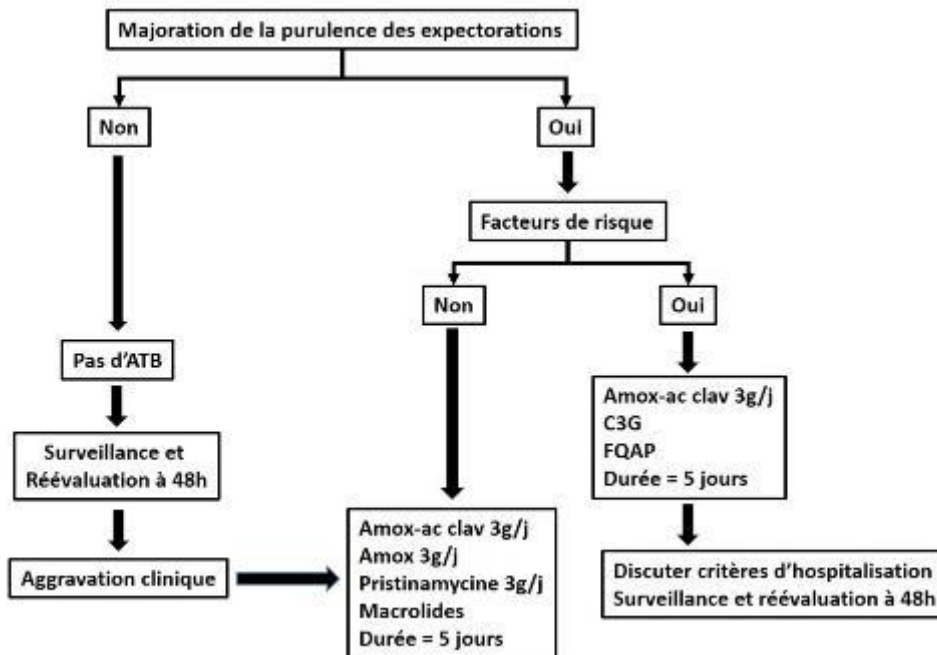 Majoration de la purulence des expectorations
Non
Oui
Facteurs de risque
Non
Oui
Pas d'ATB
Surveillance et
Réévaluation à 48h
Aggravation clinique
Amox-ac clav 3g/j
Amox 3g/j
Pristinamycine 3g/j
Macrolides
Durée = 5 jours
Amox-ac clav 3g/j
C3G
FQAP
Durée = 5 jours
Discuter critères d'hospitalisation
Surveillance et réévaluation à 48h